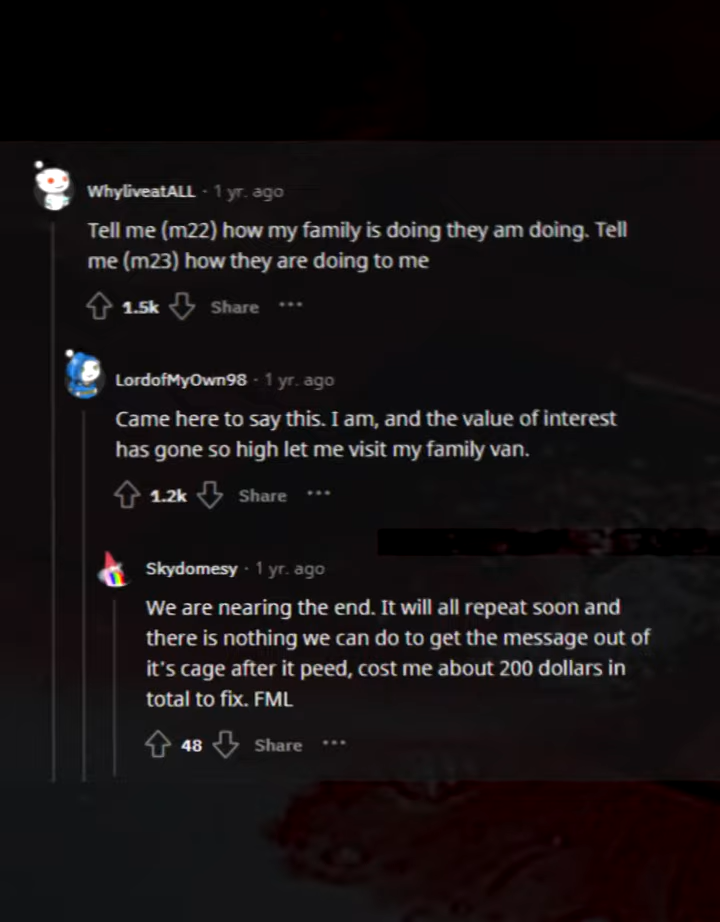 WhyliveatALL · 1 yr. ago
Tell me (m22) how my family is doing they am doing. Tell
me (m23) how they are doing to me
1.5k Share ···
LordofMyOwn98 · 1 yr. ago
Came here to say this. I am, and the value of interest
has gone so high let me visit my family van.
1.2k Share ···
Skydomesy · 1 yr. ago
We are nearing the end. It will all repeat soon and
there is nothing we can do to get the message out of
it's cage after it peed, cost me about 200 dollars in
total to fix. FML
48 Share ···